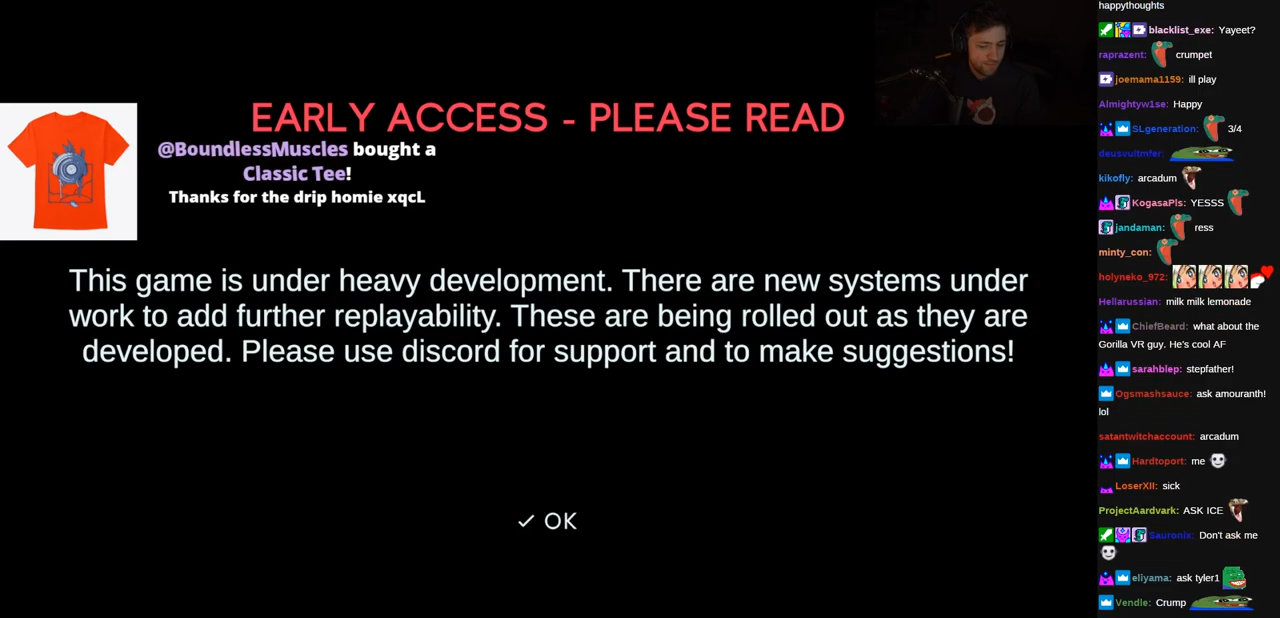 EARLY ACCESS - PLEASE READ
@BoundlessMuscles bought a
Classic Tee!
Thanks for the drip homie xqcL
This game is under heavy development. There are new systems under
work to add further replayability. These are being rolled out as they are
developed. Please use discord for support and to make suggestions!
✓ OK
happythoughts
blacklist_exe: Yayeet?
raprazent: crumpet
joemama1159: ill play
Almightyw1se: Happy
SLgeneration: 3/4
deusvultmfer:
kikofly: arcadum
KogasaPls: YESSS
jandaman: ress
minty_con:
holyneko_972:
Hellarussian: milk milk lemonade
ChiefBeard: what about the
Gorilla VR guy. He's cool AF
sarahblep: stepfather!
Ogsmashsauce: ask amouranth!
lol
satantwitchaccount: arcadum
Hardtoport: me
LoserXII: sick
ProjectAardvark: ASK ICE
Sauronis: Don't ask me
eliyama: ask tyler1
Vendle: Crump